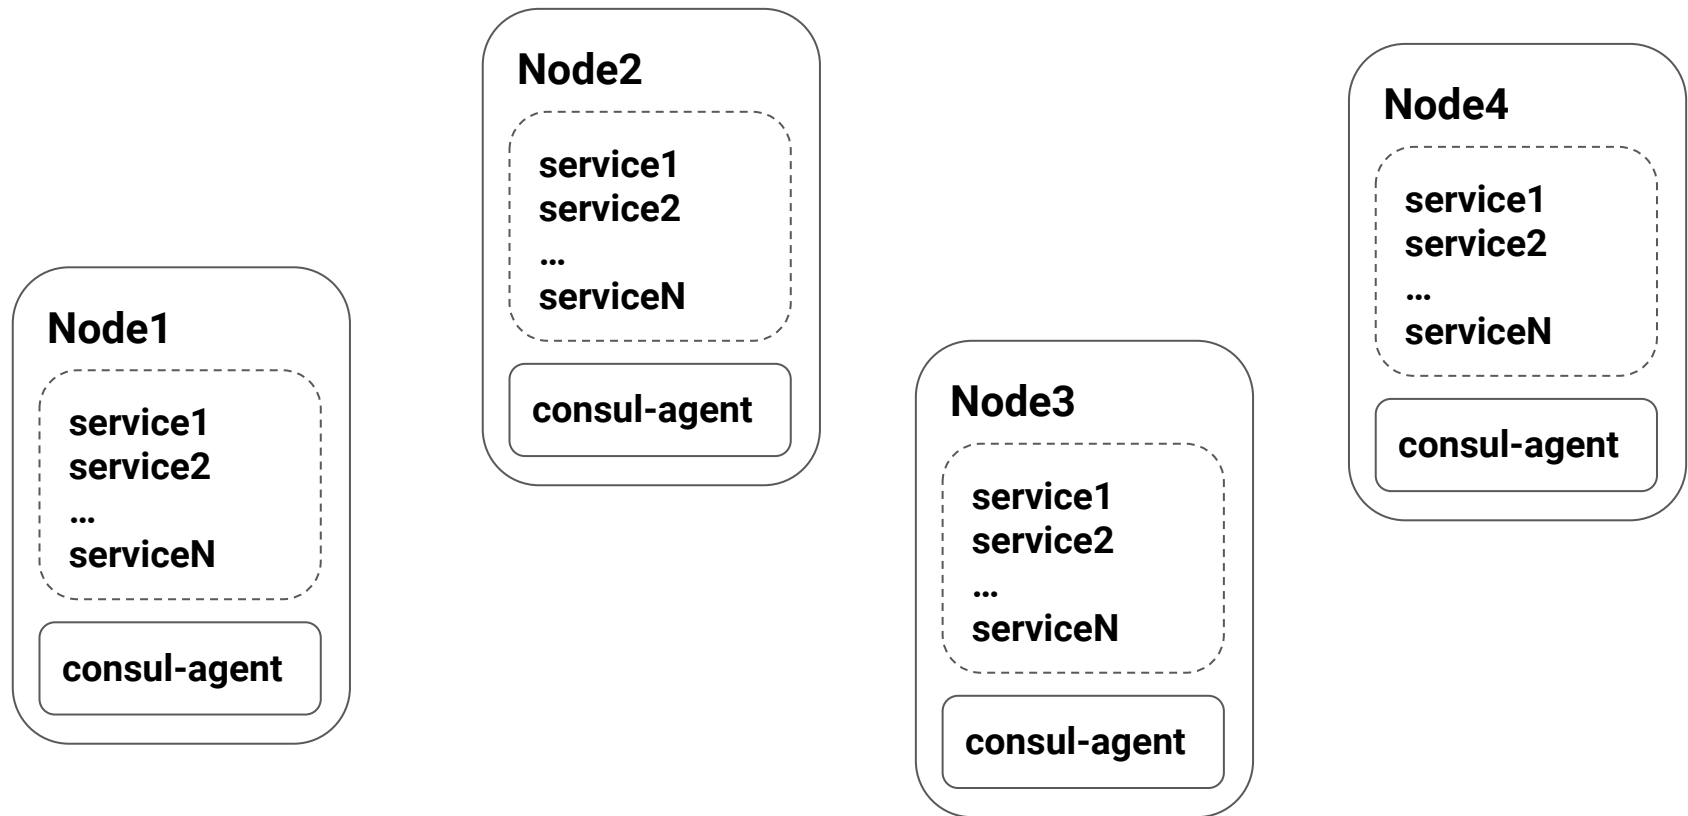 Node1
service1
service2
…
serviceN
consul-agent
Node2
service1
service2
…
serviceN
consul-agent
Node3
service1
service2
…
serviceN
consul-agent
Node4
service1
service2
…
serviceN
consul-agent